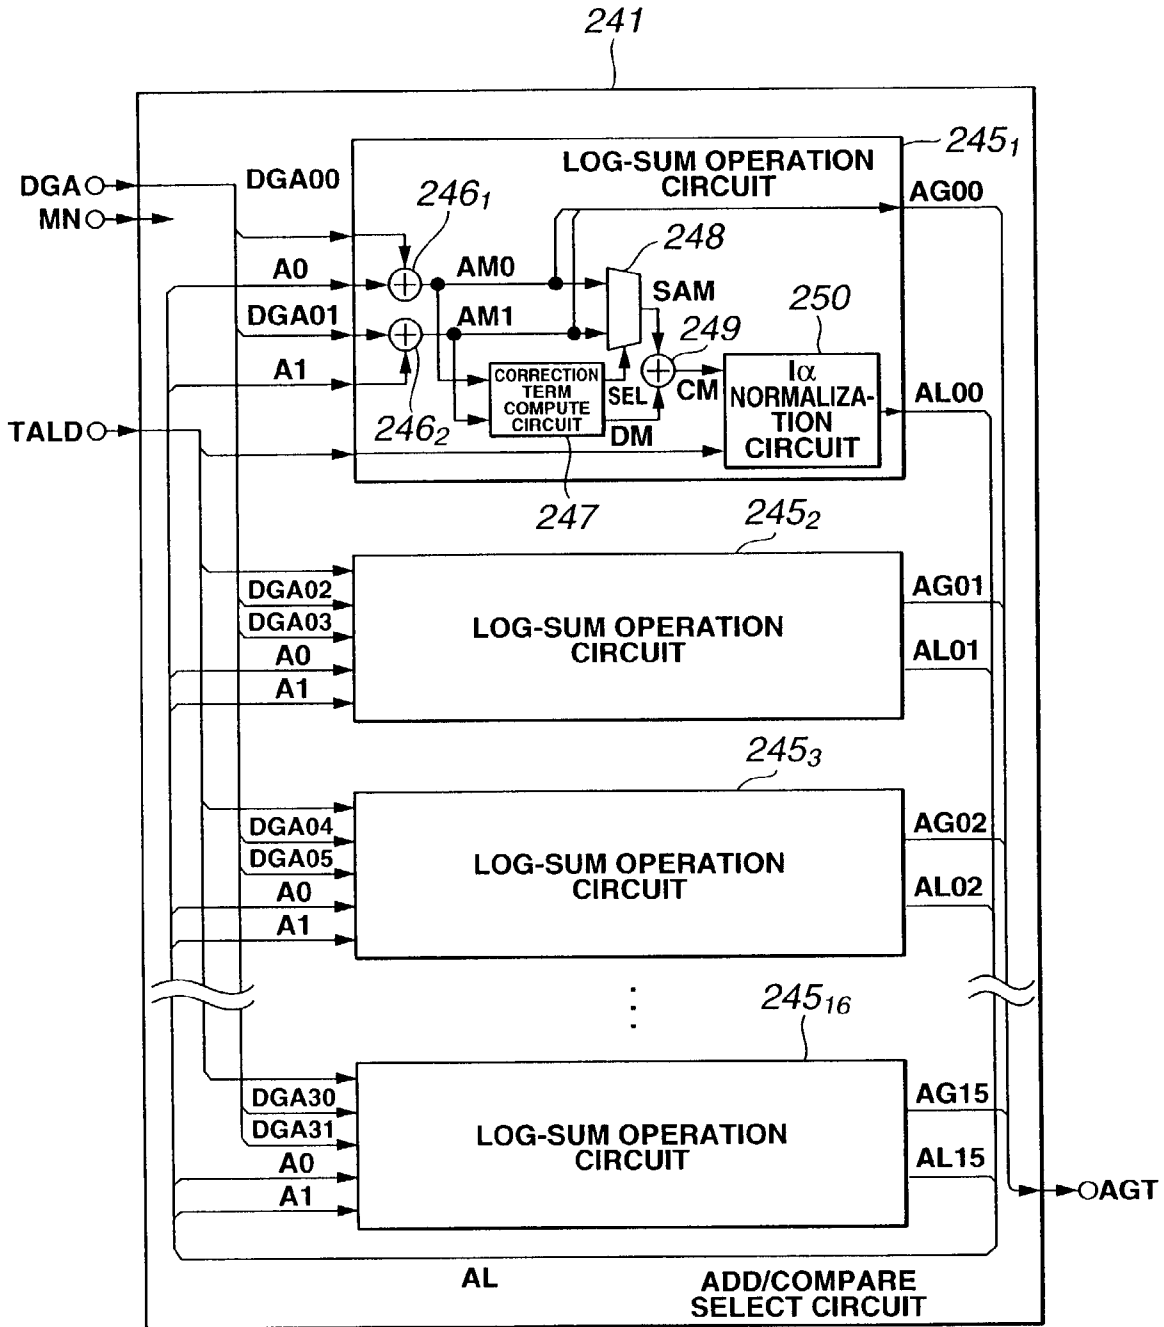 241
245₁
LOG-SUM OPERATION
CIRCUIT
DGA
MN
DGA00
246₁
AG00
248
A0
AM0
SAM
250
DGA01
AM1
249
A1
CORRECTION
TERM
COMPUTE
CIRCUIT
SEL
CM
DM
Iα
NORMALIZA-
TION
CIRCUIT
AL00
TALD
246₂
247
245₂
DGA02
DGA03
A0
A1
LOG-SUM OPERATION
CIRCUIT
AG01
AL01
245₃
DGA04
DGA05
A0
A1
LOG-SUM OPERATION
CIRCUIT
AG02
AL02
245₁₆
DGA30
DGA31
A0
A1
LOG-SUM OPERATION
CIRCUIT
AG15
AL15
AGT
AL
ADD/COMPARE
SELECT CIRCUIT